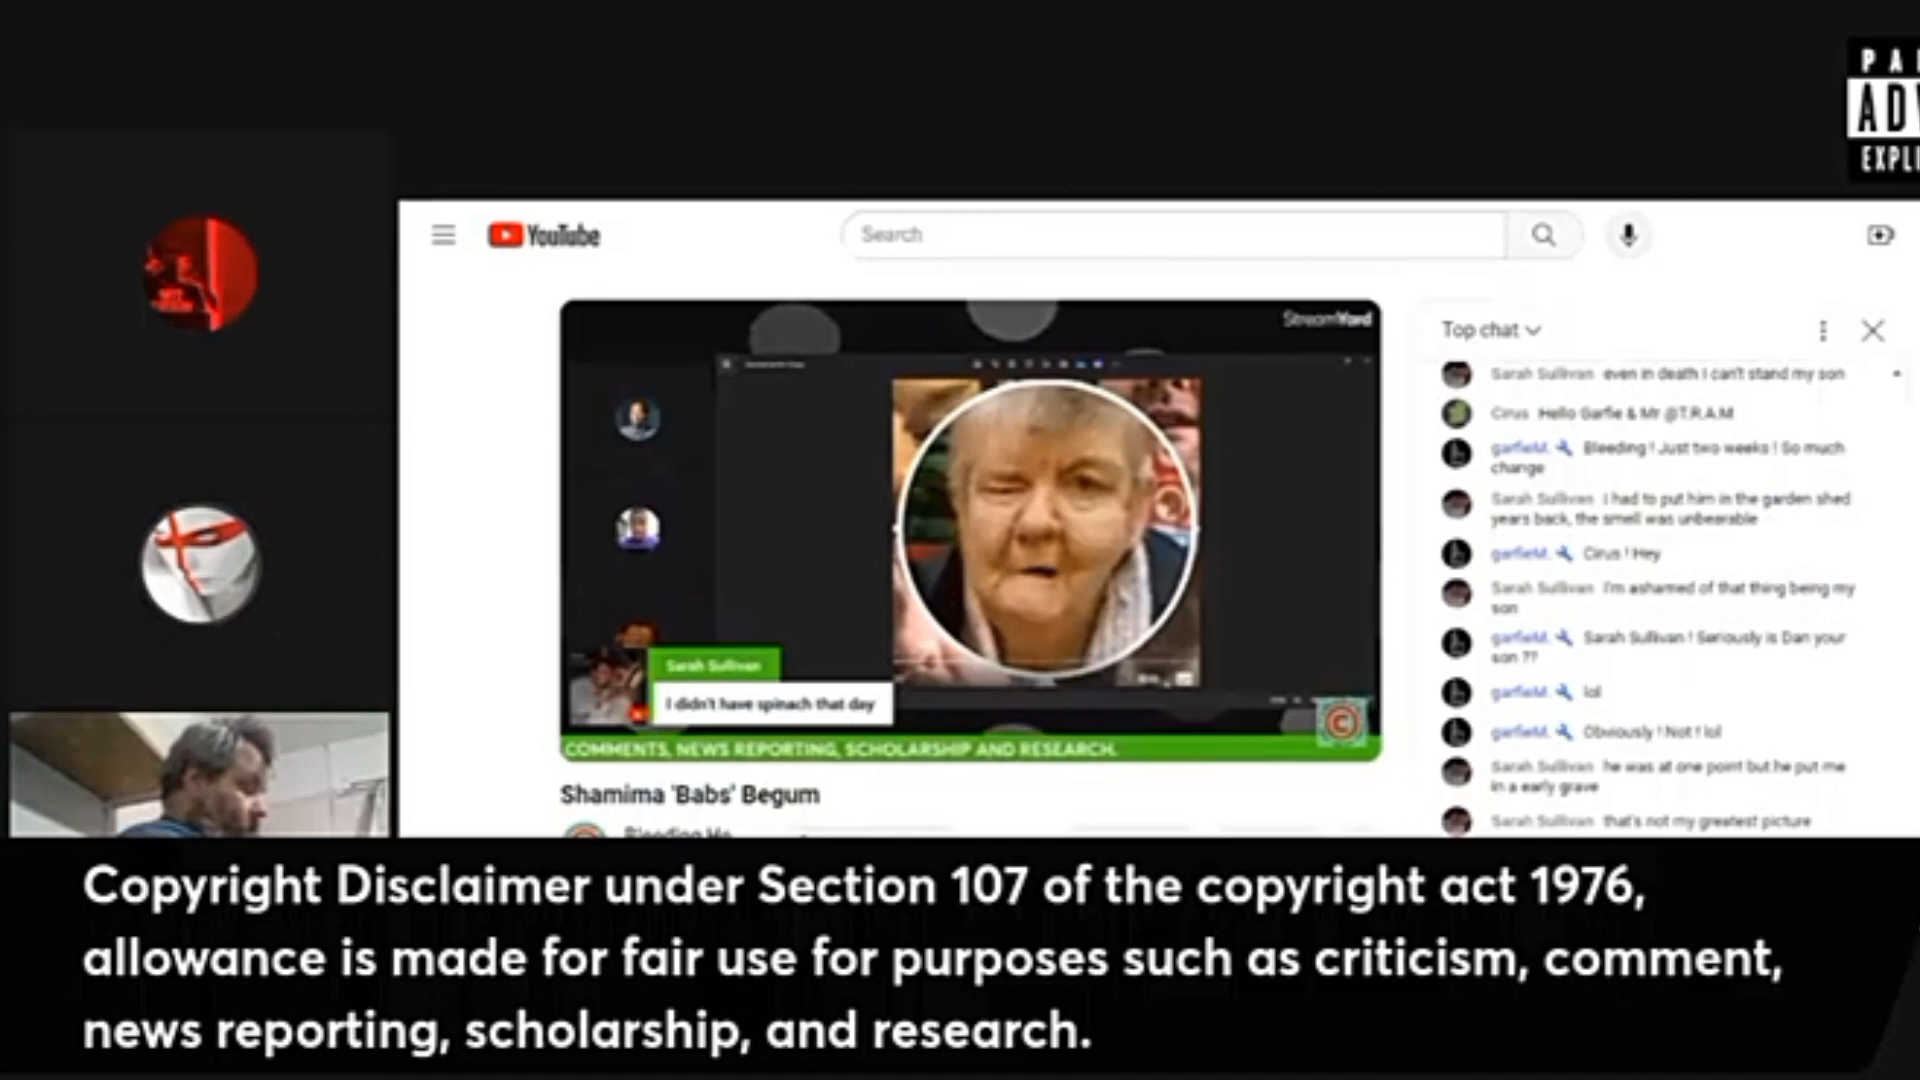 PA
ADV
EXPLI
YouTube
Search
StreamYard
Top chat
Sarah Sullivan even in death I can't stand my son
Cirus Hello Garfie & Mr @T.R.A.M
garfieM. Bleeding ! Just two weeks ! So much
change
Sarah Sullivan I had to put him in the garden shed
years back, the smell was unbearable
garfieM. Cirus ! Hey
Sarah Sullivan I'm ashamed of that thing being my
son
garfieM. Sarah Sullivan ! Seriously is Dan your
son ??
garfieM. lol
garfieM. Obviously ! Not ! lol
Sarah Sullivan he was at one point but he put me
in a early grave
Sarah Sullivan that's not my greatest picture
Sarah Sullivan
I didn't have spinach that day
COMMENTS, NEWS REPORTING, SCHOLARSHIP AND RESEARCH.
Shamima 'Babs' Begum
Copyright Disclaimer under Section 107 of the copyright act 1976,
allowance is made for fair use for purposes such as criticism, comment,
news reporting, scholarship, and research.